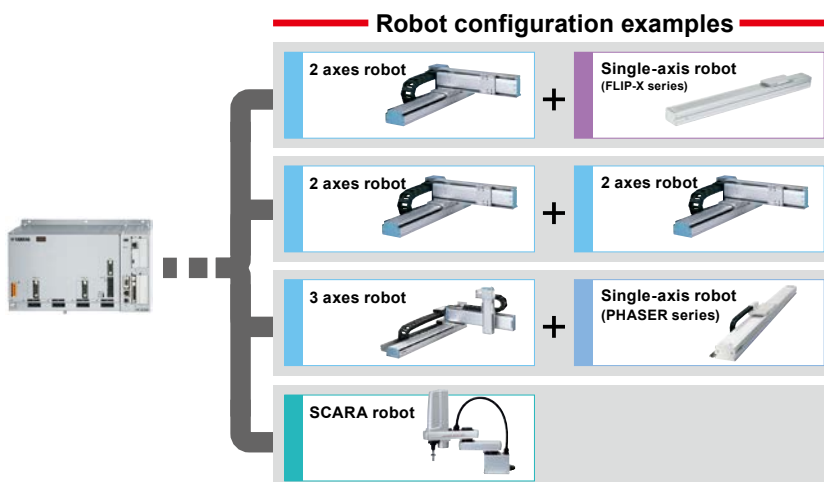 Robot configuration examples
2 axes robot
+
Single-axis robot
(FLIP-X series)
2 axes robot
+
2 axes robot
3 axes robot
+
Single-axis robot
(PHASER series)
SCARA robot
YAMAHA